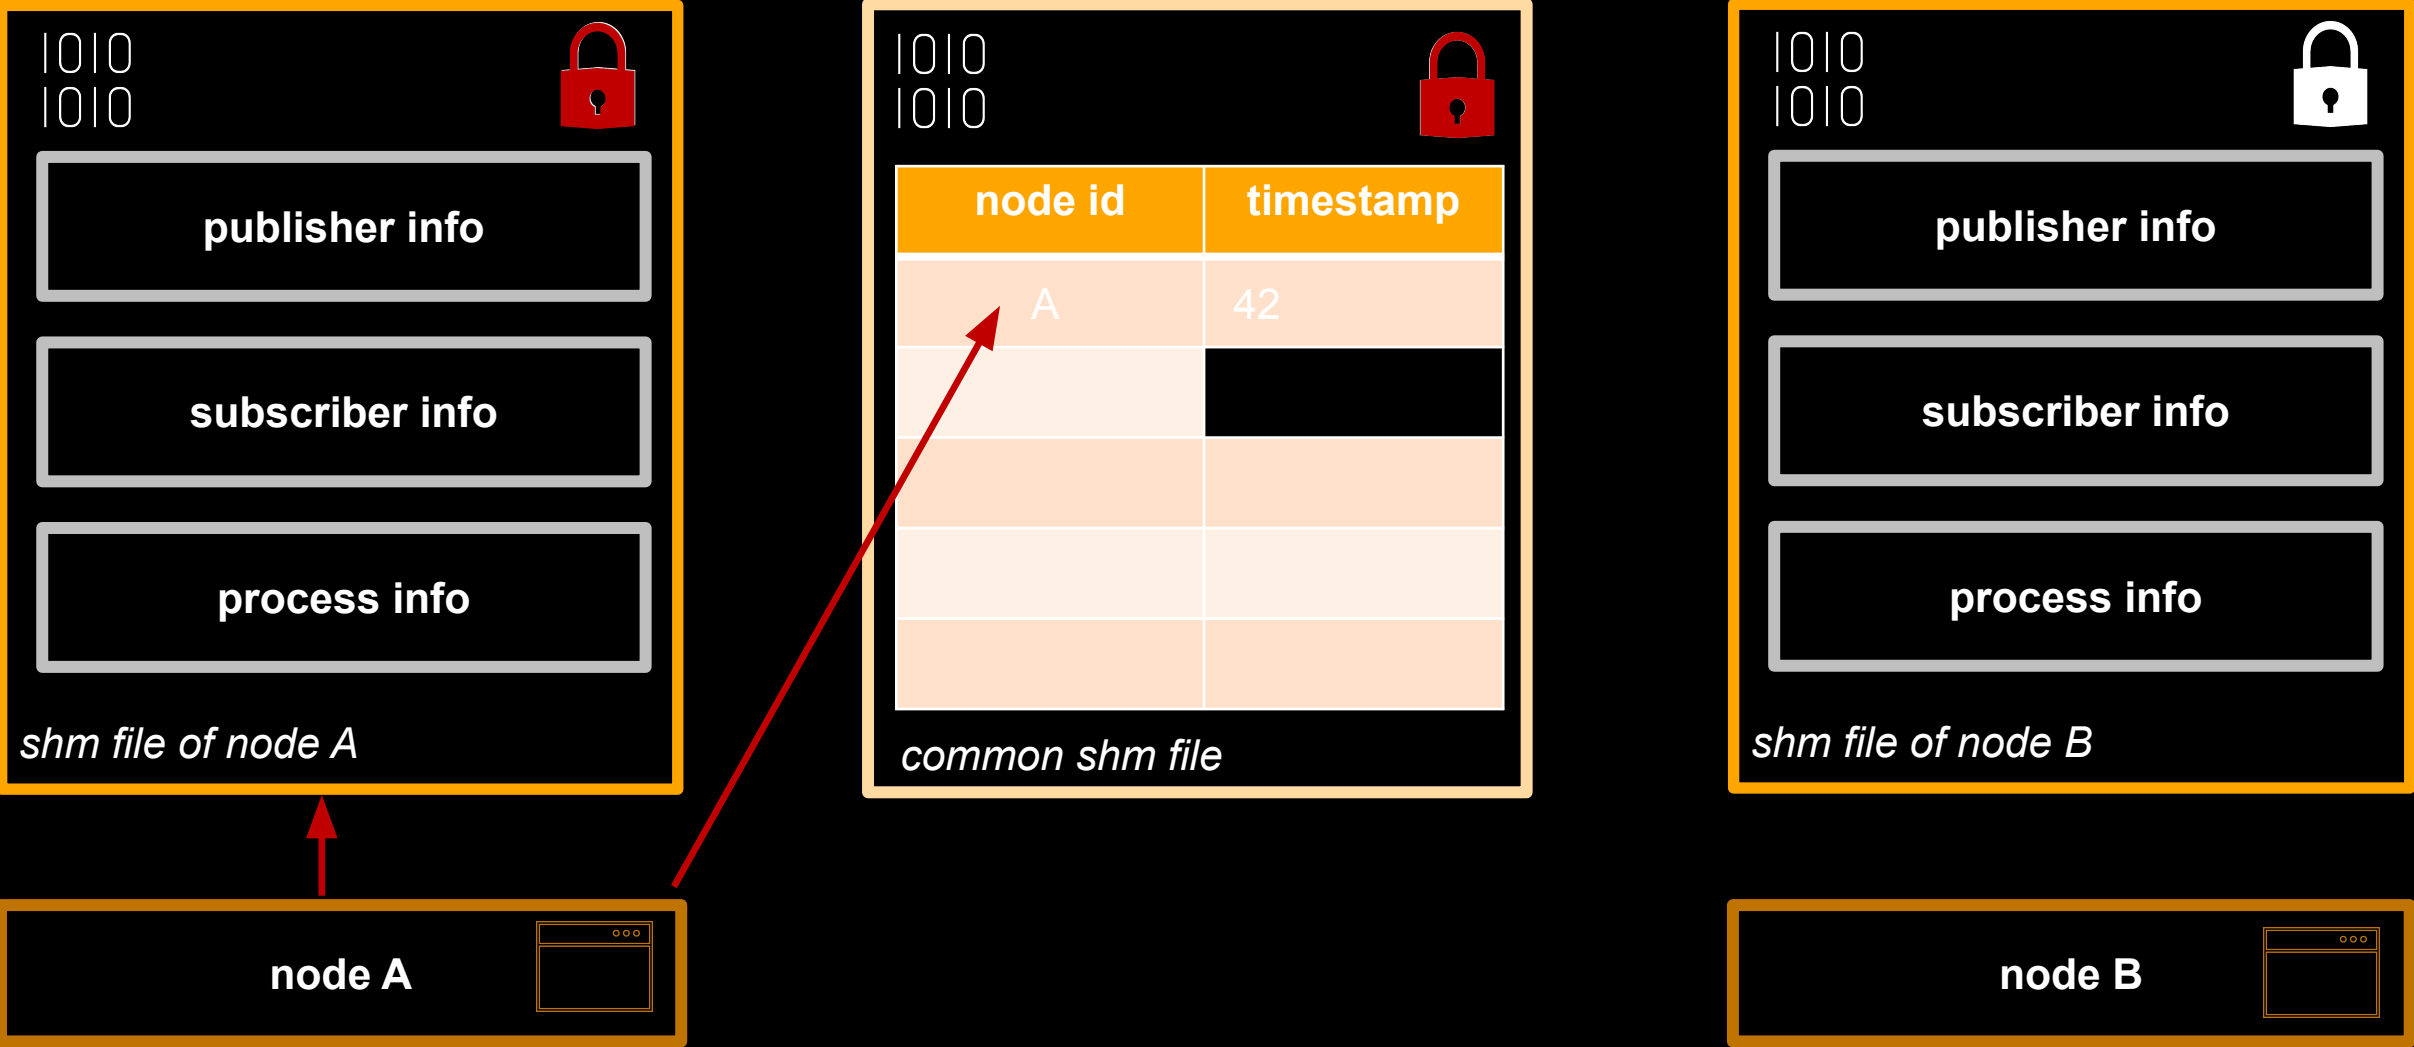 1010
1010
publisher info
subscriber info
process info
shm file of node A
node A
1010
1010
node id timestamp
A 42
common shm file
1010
1010
publisher info
subscriber info
process info
shm file of node B
node B